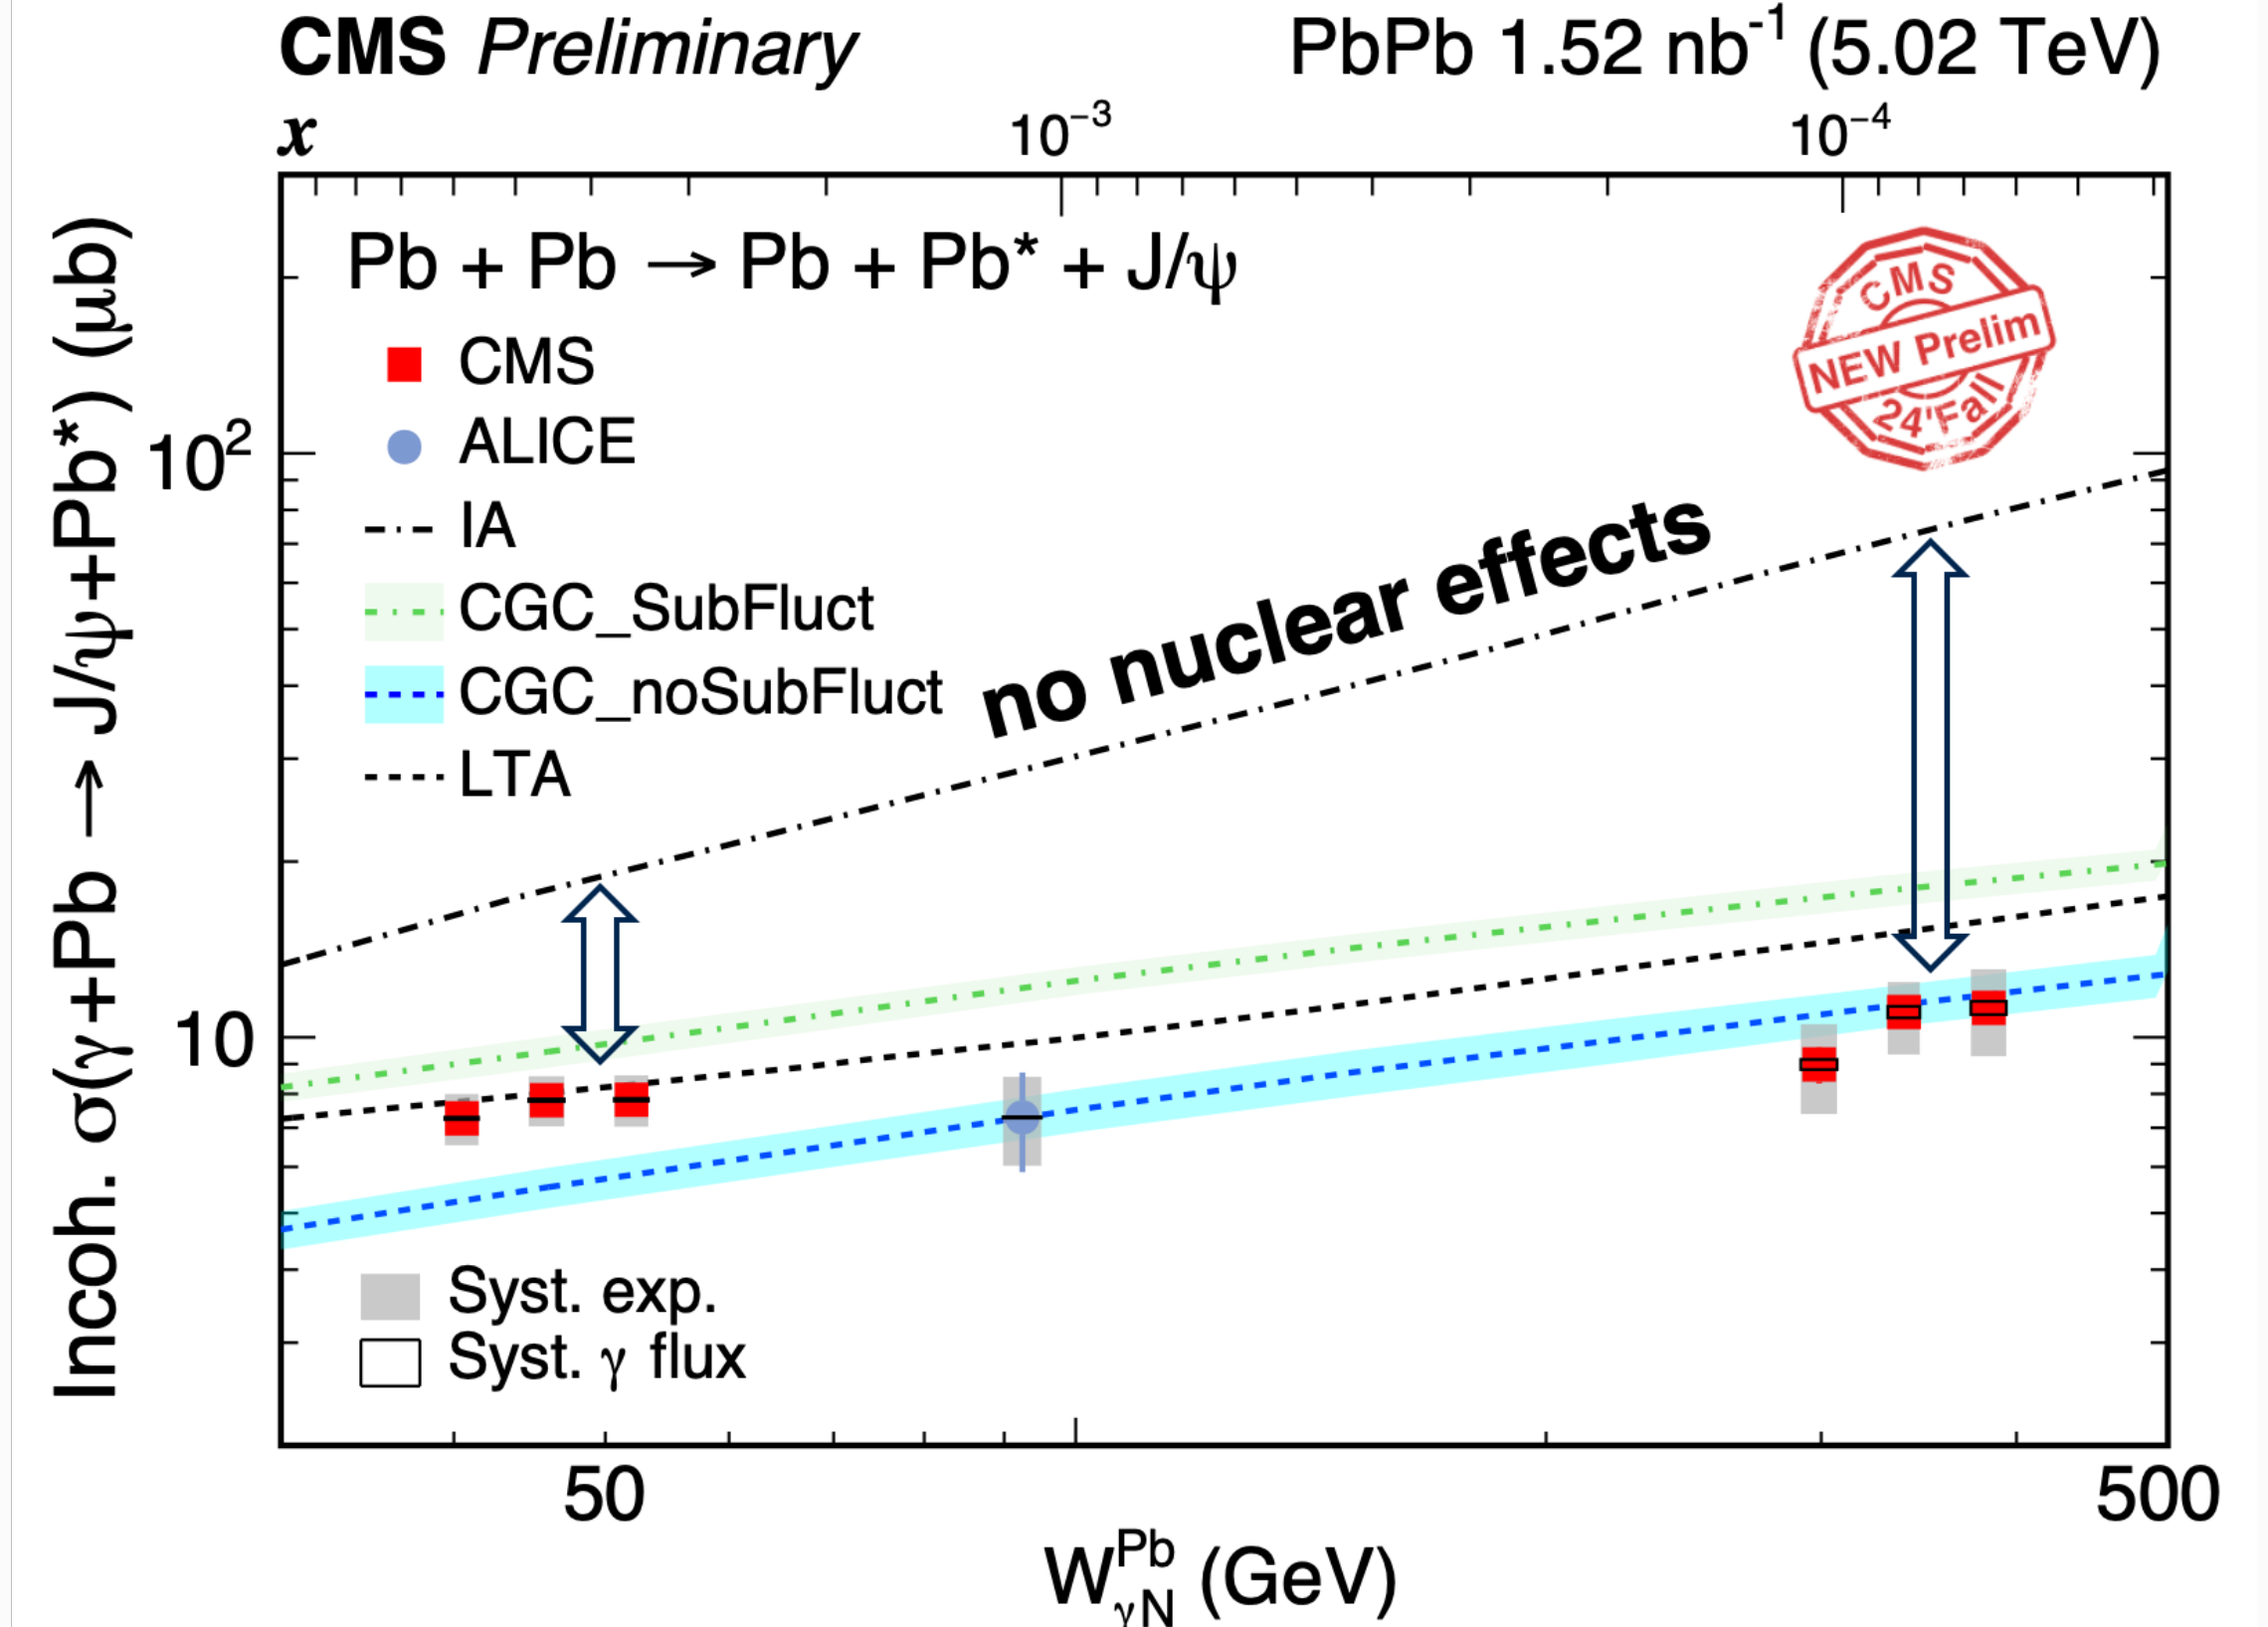 CMS Preliminary
PbPb 1.52 nb⁻¹ (5.02 TeV)
x
10⁻³
10⁻⁴
Incoh. σ(γ+Pb → J/ψ+Pb*) (μb)
10²
10
Pb + Pb → Pb + Pb* + J/ψ
CMS
ALICE
IA
CGC_SubFluct
CGC_noSubFluct
LTA
no nuclear effects
CMS
NEW Prelim
24'Fall
Syst. exp.
Syst. γ flux
50
500
W^Pb_γN (GeV)